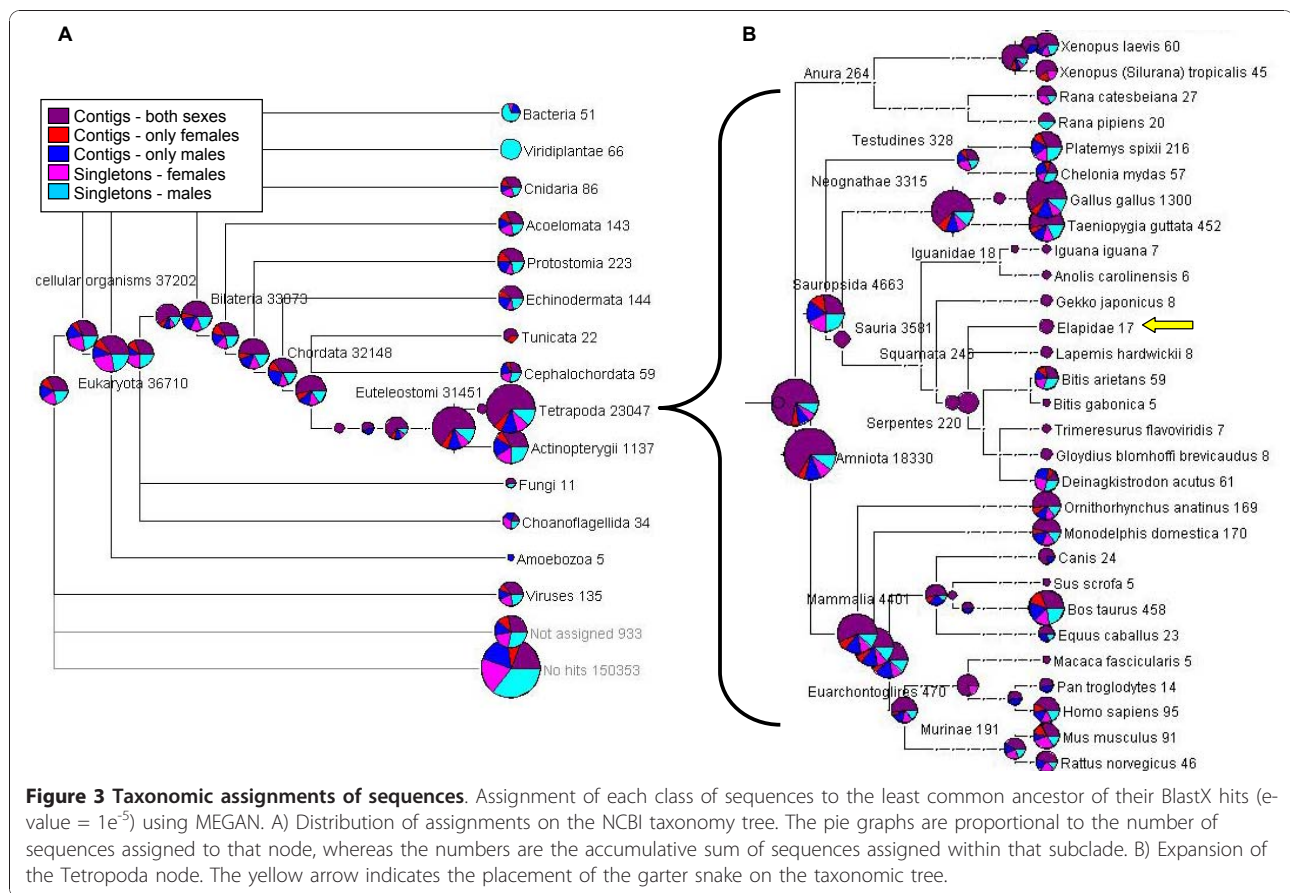 A
B
Contigs - both sexes
Contigs - only females
Contigs - only males
Singletons - females
Singletons - males
Bacteria 51
Viridiplantae 66
Cnidaria 86
Acoelomata 143
Protostomia 223
cellular organisms 37202
Bilateria 33073
Echinodermata 144
Tunicata 22
Chordata 32148
Cephalochordata 59
Eukaryota 36710
Euteleostomi 31451
Tetrapoda 23047
Actinopterygii 1137
Fungi 11
Choanoflagellida 34
Amoebozoa 5
Viruses 135
Not assigned 933
No hits 150353
Xenopus laevis 60
Anura 264
Xenopus (Silurana) tropicalis 45
Rana catesbeiana 27
Rana pipiens 20
Testudines 328
Platemys spixii 216
Chelonia mydas 57
Neognathae 3315
Gallus gallus 1300
Taeniopygia guttata 452
Iguanidae 18
Iguana iguana 7
Anolis carolinensis 6
Sauropsida 4663
Gekko japonicus 8
Sauria 3581
Elapidae 17
Squamata 246
Lapemis hardwickii 8
Bitis arietans 59
Bitis gabonica 5
Serpentes 220
Trimeresurus flavoviridis 7
Gloydius blomhoffi brevicaudus 8
Amniota 18330
Deinagkistrodon acutus 61
Ornithorhynchus anatinus 169
Monodelphis domestica 170
Canis 24
Sus scrofa 5
Mammalia 4401
Bos taurus 458
Equus caballus 23
Macaca fascicularis 5
Euarchontoglires 470
Pan troglodytes 14
Homo sapiens 95
Murinae 191
Mus musculus 91
Rattus norvegicus 46
Figure 3 Taxonomic assignments of sequences. Assignment of each class of sequences to the least common ancestor of their BlastX hits (e-
value = 1e-5) using MEGAN. A) Distribution of assignments on the NCBI taxonomy tree. The pie graphs are proportional to the number of
sequences assigned to that node, whereas the numbers are the accumulative sum of sequences assigned within that subclade. B) Expansion of
the Tetropoda node. The yellow arrow indicates the placement of the garter snake on the taxonomic tree.